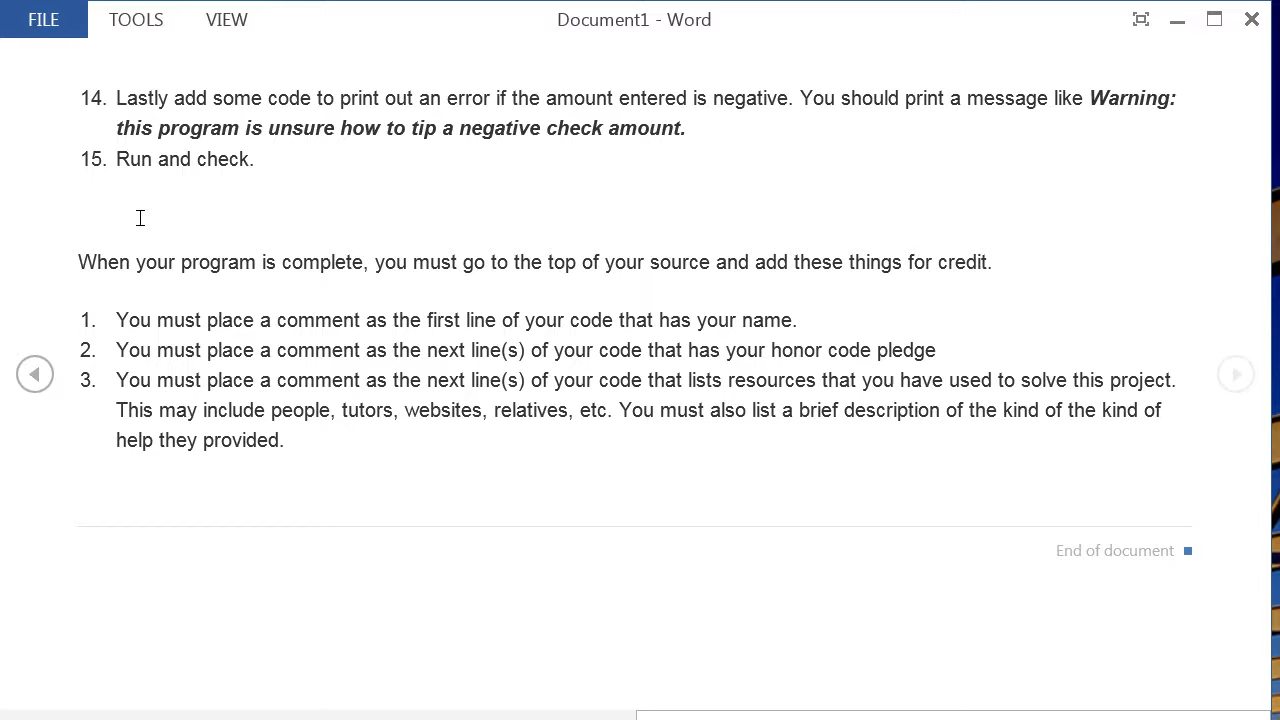 FILE TOOLS VIEW Document1 - Word
14. Lastly add some code to print out an error if the amount entered is negative. You should print a message like Warning:
this program is unsure how to tip a negative check amount.
15. Run and check.
When your program is complete, you must go to the top of your source and add these things for credit.
1. You must place a comment as the first line of your code that has your name.
2. You must place a comment as the next line(s) of your code that has your honor code pledge
3. You must place a comment as the next line(s) of your code that lists resources that you have used to solve this project.
This may include people, tutors, websites, relatives, etc. You must also list a brief description of the kind of the kind of
help they provided.
End of document